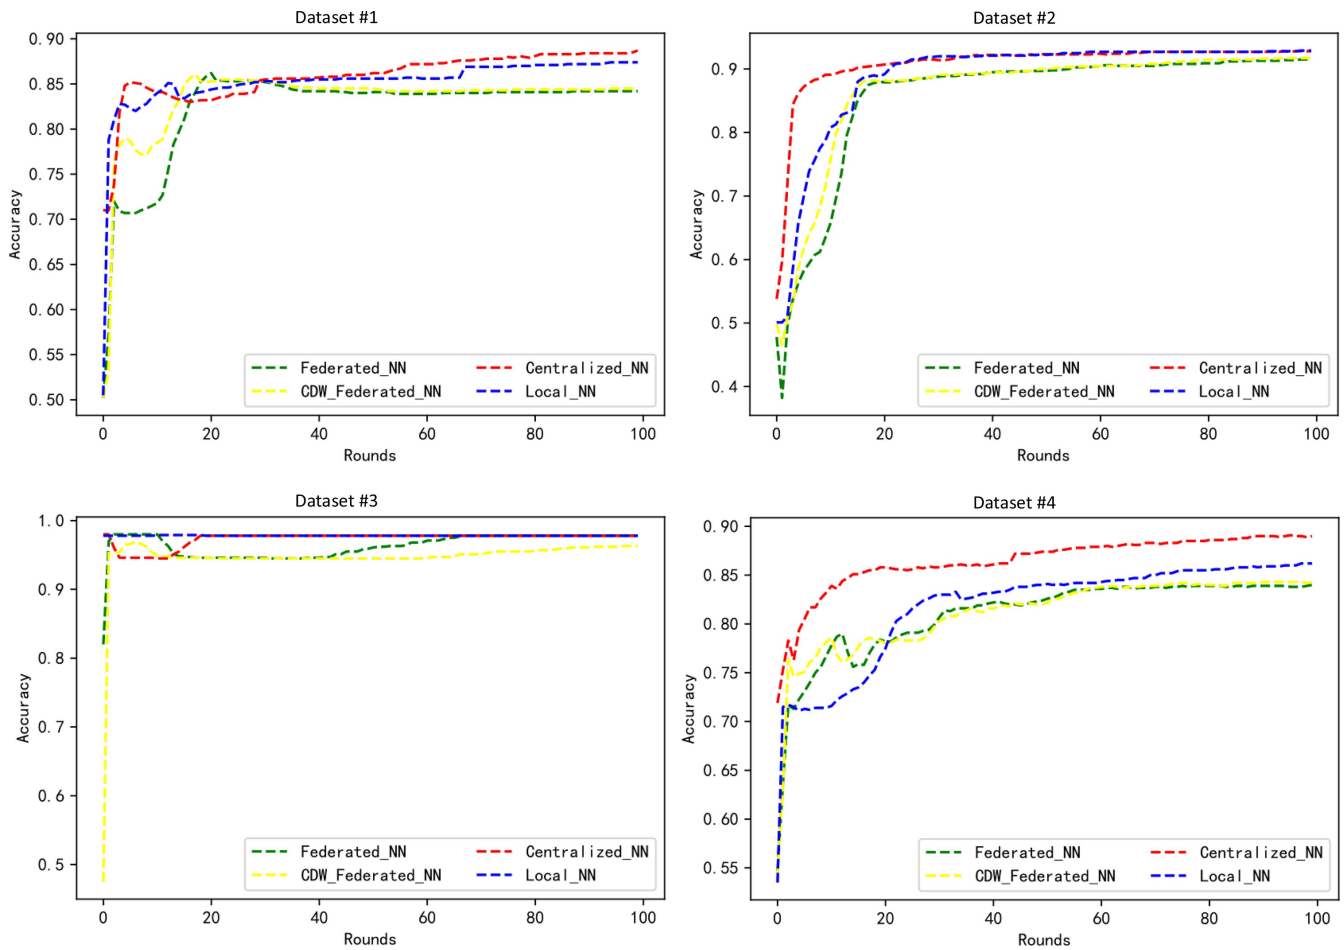 Dataset #1
0.90
0.85
0.80
0.75
0.70
0.65
0.60
0.55
0.50
Accuracy
0 20 40 60 80 100
Rounds
Federated_NN Centralized_NN
CDW_Federated_NN Local_NN
Dataset #2
0.9
0.8
0.7
0.6
0.5
0.4
Accuracy
0 20 40 60 80 100
Rounds
Federated_NN Centralized_NN
CDW_Federated_NN Local_NN
Dataset #3
1.0
0.9
0.8
0.7
0.6
0.5
Accuracy
0 20 40 60 80 100
Rounds
Federated_NN Centralized_NN
CDW_Federated_NN Local_NN
Dataset #4
0.90
0.85
0.80
0.75
0.70
0.65
0.60
0.55
Accuracy
0 20 40 60 80 100
Rounds
Federated_NN Centralized_NN
CDW_Federated_NN Local_NN